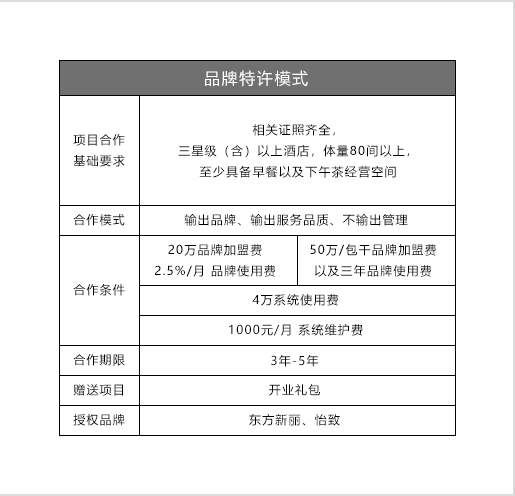 品牌特许模式
项目合作
基础要求
相关证照齐全，
三星级（含）以上酒店，体量80间以上，
至少具备早餐以及下午茶经营空间
合作模式
输出品牌、输出服务品质、不输出管理
合作条件
20万品牌加盟费
2.5%/月 品牌使用费
50万/包干品牌加盟费
以及三年品牌使用费
4万系统使用费
1000元/月 系统维护费
合作期限
3年-5年
赠送项目
开业礼包
授权品牌
东方新丽、怡致